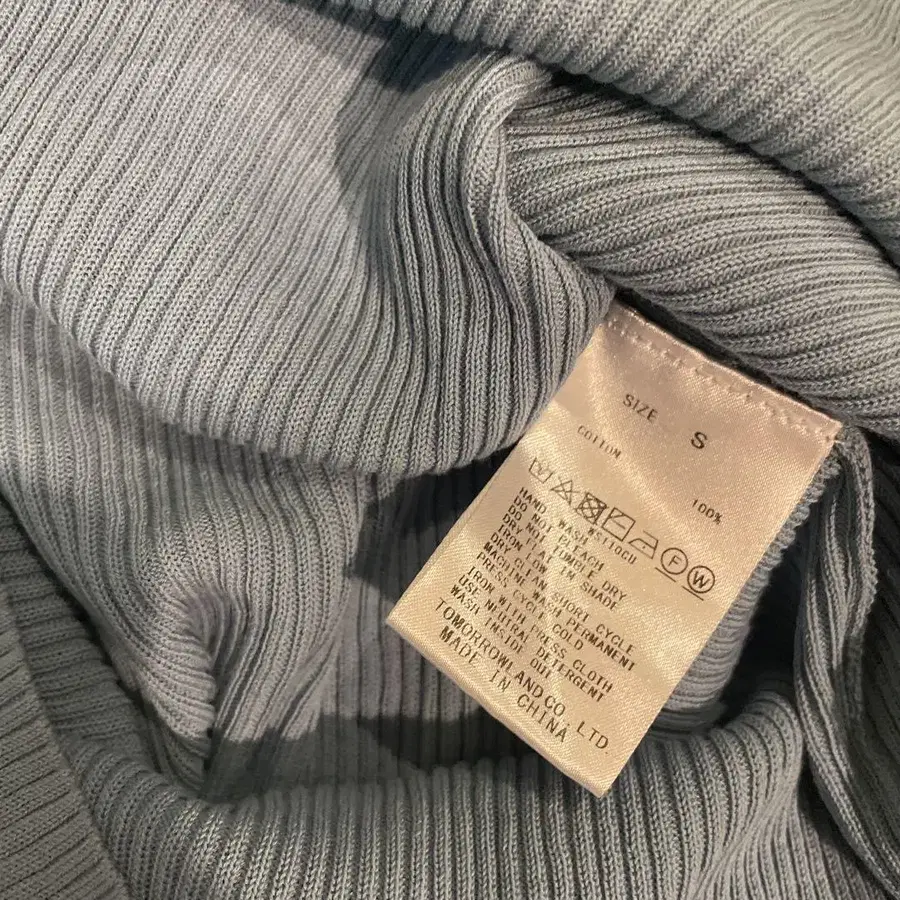 SIZE S
COTTON 100%
F W
HAND WASH
DO NOT BLEACH
DO NOT TUMBLE DRY
DRY IN SHADE
IRON AT LOW
DRY CLEAN SHORT CYCLE
MACHINE WASH PERMANENT
PRESS CYCLE COLD
IRON WITH PRESS CLOTH
USE NEUTRAL DETERGENT
WASH INSIDE OUT
TOMORROWLAND CO., LTD.
MADE IN CHINA